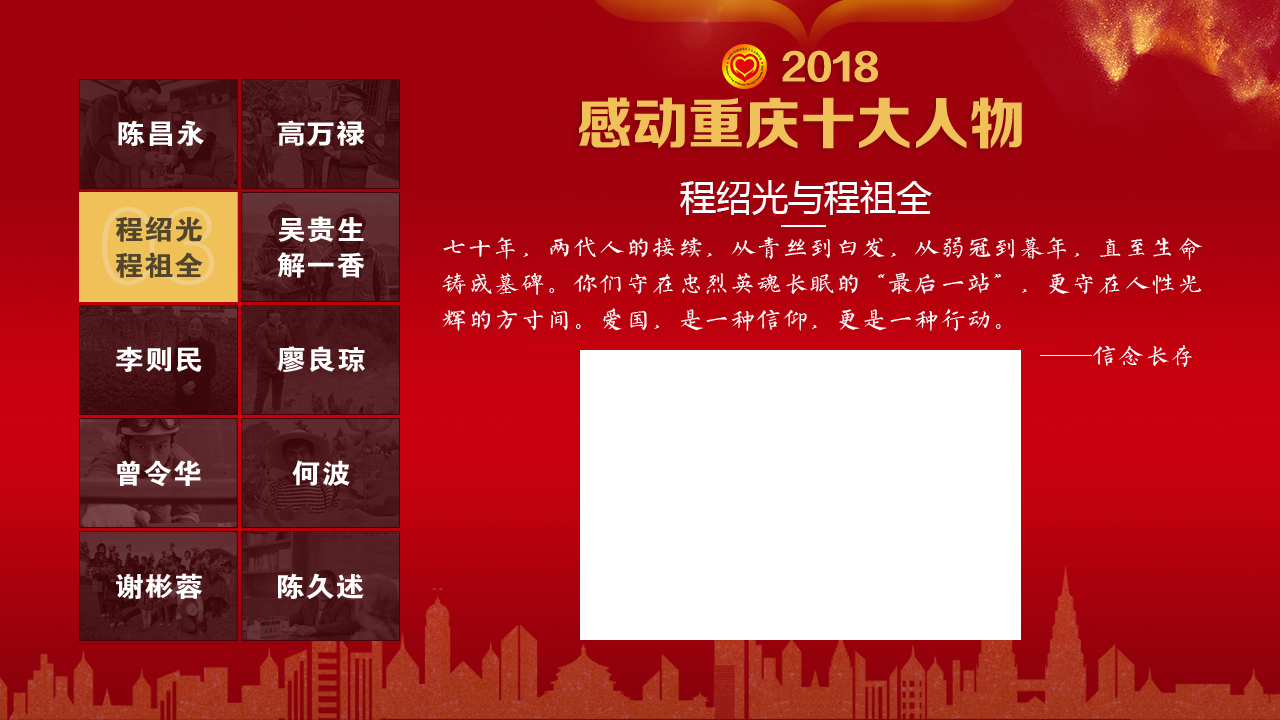 陈昌永
高万禄
03
程绍光
程祖全
吴贵生
解一香
李则民
廖良琼
曾令华
何波
谢彬蓉
陈久述
2018
感动重庆十大人物
程绍光与程祖全
七十年，两代人的接续，从青丝到白发，从弱冠到暮年，直至生命
铸成墓碑。你们守在忠烈英魂长眠的“最后一站”，更守在人性光
辉的方寸间。爱国，是一种信仰，更是一种行动。
——信念长存